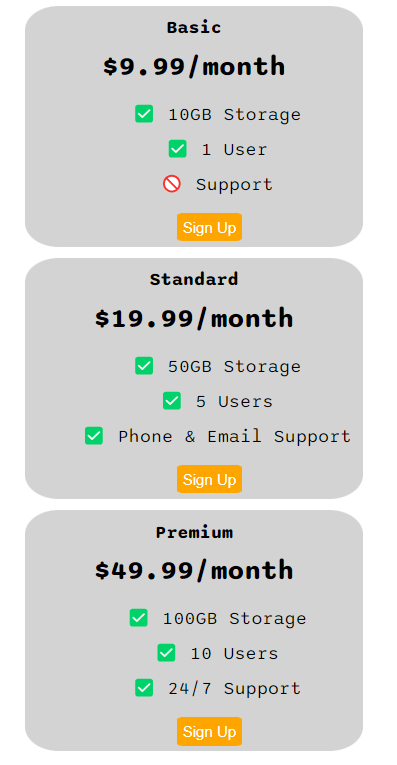 Basic
$9.99/month
✅ 10GB Storage
✅ 1 User
🚫 Support
Sign Up
Standard
$19.99/month
✅ 50GB Storage
✅ 5 Users
✅ Phone & Email Support
Sign Up
Premium
$49.99/month
✅ 100GB Storage
✅ 10 Users
✅ 24/7 Support
Sign Up